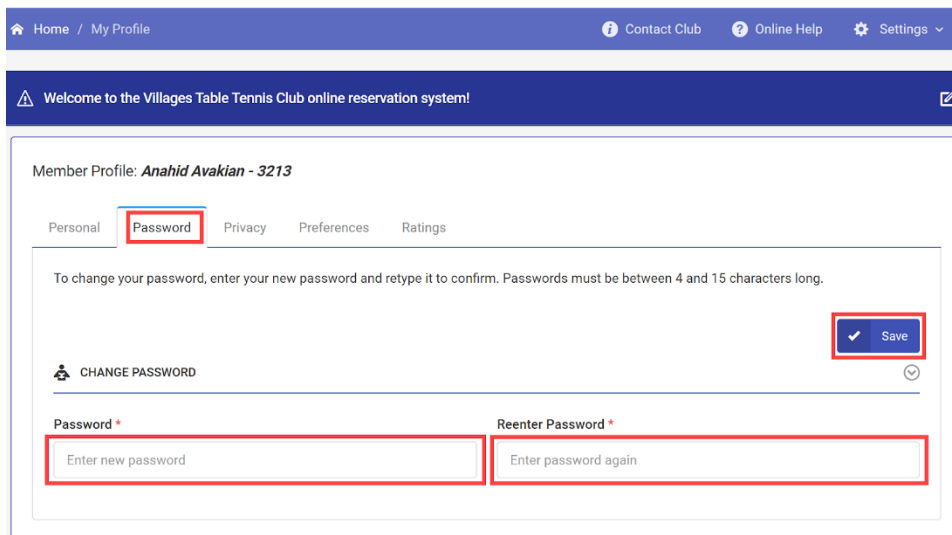 Home / My Profile Contact Club Online Help Settings
Welcome to the Villages Table Tennis Club online reservation system!
Member Profile: Anahid Avakian - 3213
Personal Password Privacy Preferences Ratings
To change your password, enter your new password and retype it to confirm. Passwords must be between 4 and 15 characters long.
Save
CHANGE PASSWORD
Password * Reenter Password *
Enter new password Enter password again